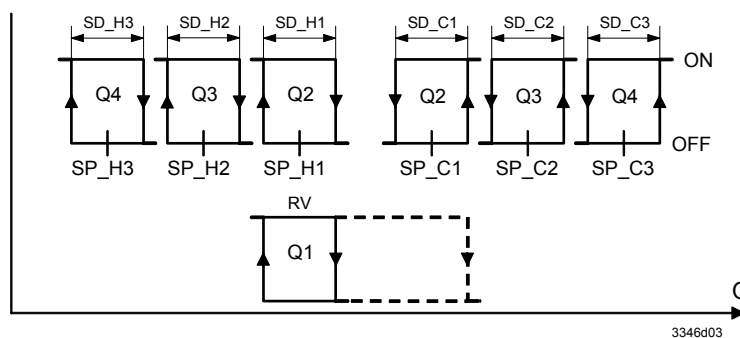 SD_H3 SD_H2 SD_H1 SD_C1 SD_C2 SD_C3
ON
Q4 Q3 Q2 Q2 Q3 Q4
OFF
SP_H3 SP_H2 SP_H1 SP_C1 SP_C2 SP_C3
RV
Q1
3346d03